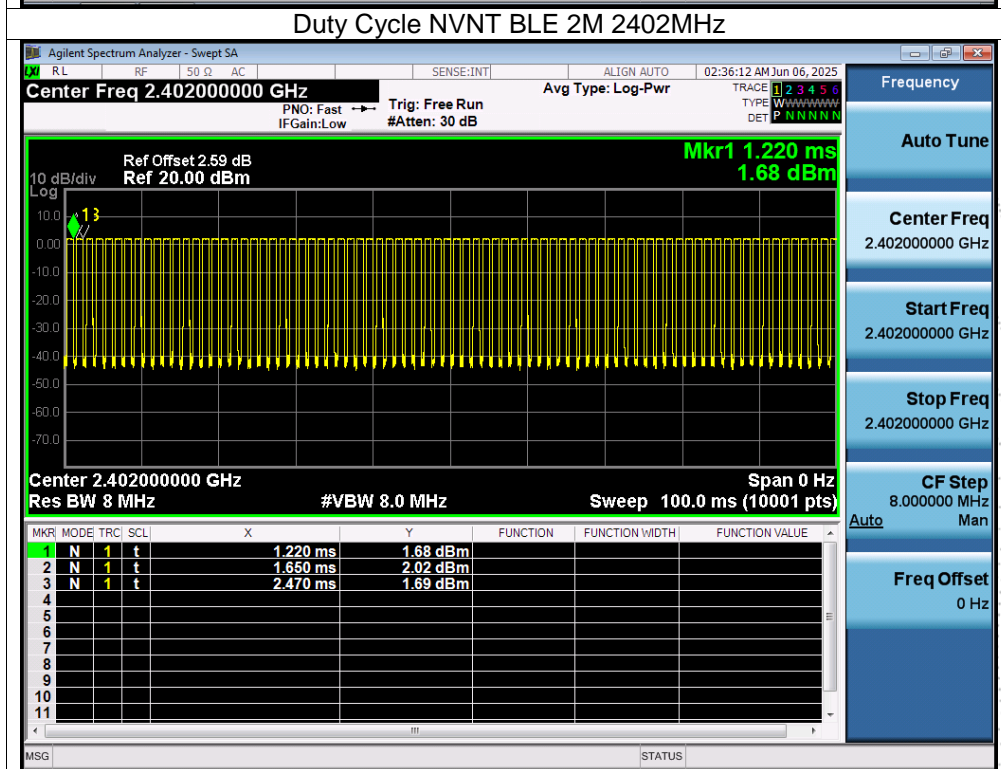 Duty Cycle NVNT BLE 2M 2402MHz
Agilent Spectrum Analyzer - Swept SA
LXI RL RF 50 Ω AC SENSE:INT ALIGN AUTO 02:36:12 AM Jun 06, 2025
Center Freq 2.402000000 GHz
PNO: Fast
IFGain:Low
Trig: Free Run
#Atten: 30 dB
Avg Type: Log-Pwr
TRACE 1 2 3 4 5 6
TYPE WWWWWWW
DET P N N N N N
Mkr1 1.220 ms
1.68 dBm
Ref Offset 2.59 dB
10 dB/div Ref 20.00 dBm
Log
10.0
0.00
-10.0
-20.0
-30.0
-40.0
-50.0
-60.0
-70.0
1 3
Center 2.402000000 GHz Span 0 Hz
Res BW 8 MHz #VBW 8.0 MHz Sweep 100.0 ms (10001 pts)
MKR MODE TRC SCL X Y FUNCTION FUNCTION WIDTH FUNCTION VALUE
1 N 1 t 1.220 ms 1.68 dBm
2 N 1 t 1.650 ms 2.02 dBm
3 N 1 t 2.470 ms 1.69 dBm
4
5
6
7
8
9
10
11
MSG STATUS
Frequency
Auto Tune
Center Freq
2.402000000 GHz
Start Freq
2.402000000 GHz
Stop Freq
2.402000000 GHz
CF Step
8.000000 MHz
Auto Man
Freq Offset
0 Hz